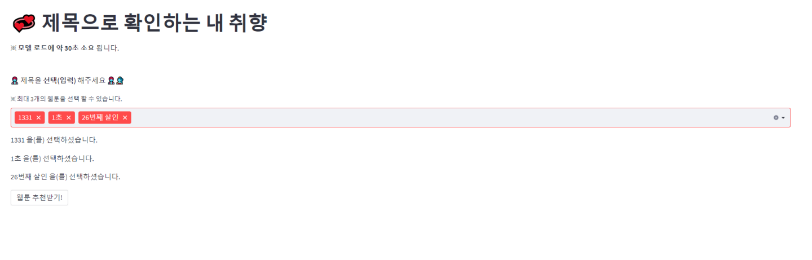 💞 제목으로 확인하는 내 취향
※ 모델 로드에 약 30초 소요 됩니다.
제목을 선택(입력) 해주세요
※ 최대 3개의 웹툰을 선택 할 수 있습니다.
1331 × 1초 × 26번째 살인 ×
1331 을(를) 선택하셨습니다.
1초 을(를) 선택하셨습니다.
26번째 살인 을(를) 선택하셨습니다.
웹툰 추천받기!